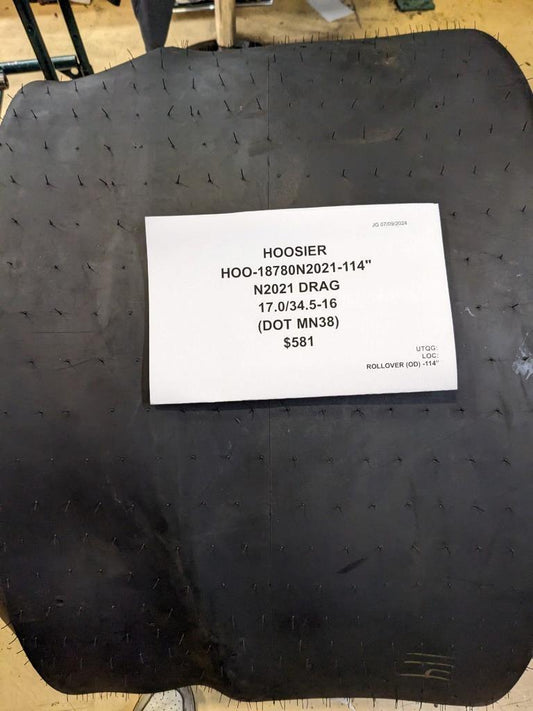 JG 07/09/2024
HOOSIER
HOO-18780N2021-114"
N2021 DRAG
17.0/34.5-16
(DOT MN38)
$581
UTQG:
LOC:
ROLLOVER (OD) -114"